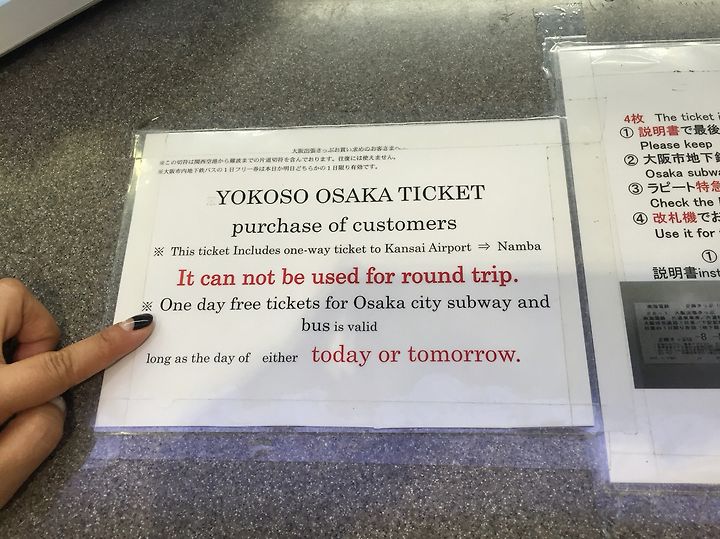 大阪出張きっぷお買い求めのお客さまへ
※この切符は関西空港から難波までの片道切符を含んでおります。往復には使えません。
※大阪市内地下鉄バスの1日フリー券は本日か明日どちらかの1日限り有効です。
YOKOSO OSAKA TICKET
purchase of customers
※ This ticket Includes one-way ticket to Kansai Airport ⇒ Namba
It can not be used for round trip.
※ One day free tickets for Osaka city subway and
bus is valid
long as the day of either today or tomorrow.
4枚 The ticket i
① 説明書で最後
Please keep
② 大阪市地下鉄
Osaka subwa
③ ラピート特急
Check the l
④ 改札機でお
Use it for
①
説明書inst